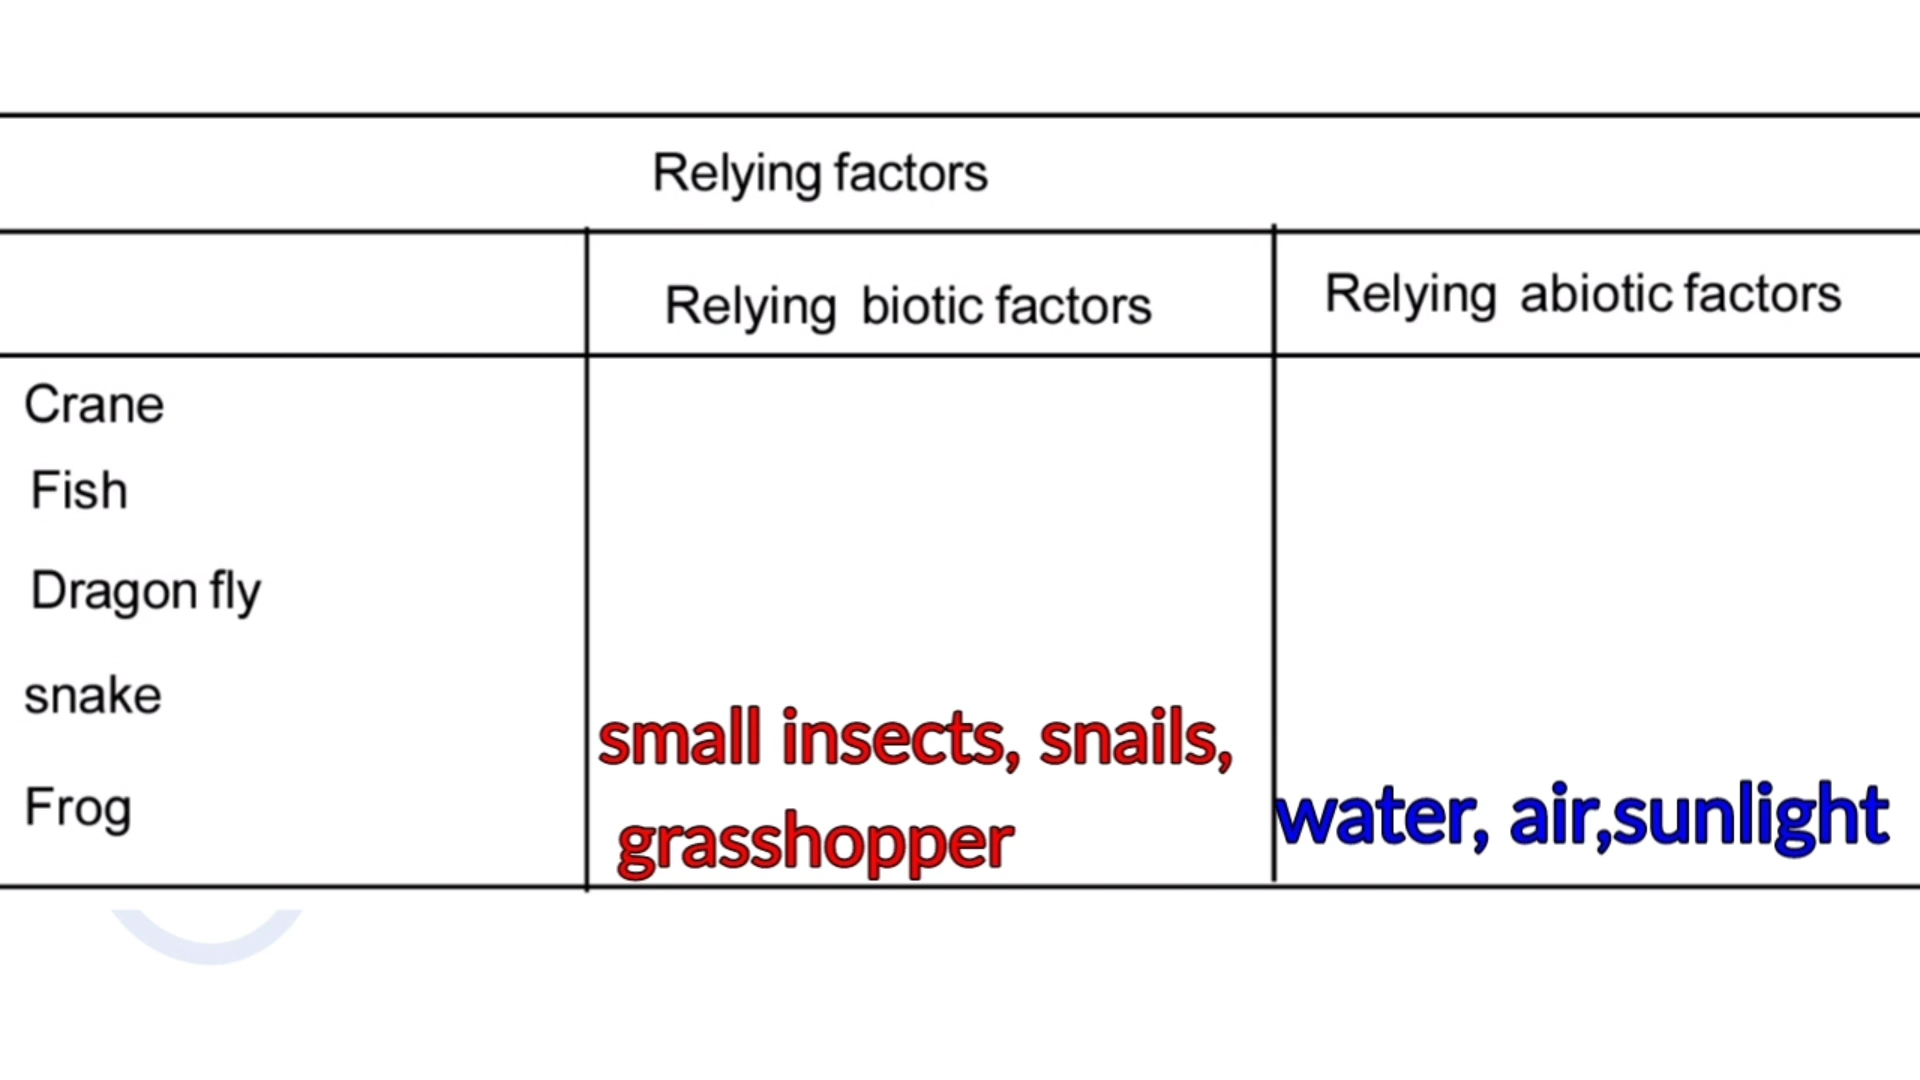 Relying factors
Relying biotic factors
Relying abiotic factors
Crane
Fish
Dragon fly
snake
Frog
small insects, snails,
grasshopper
water, air,sunlight